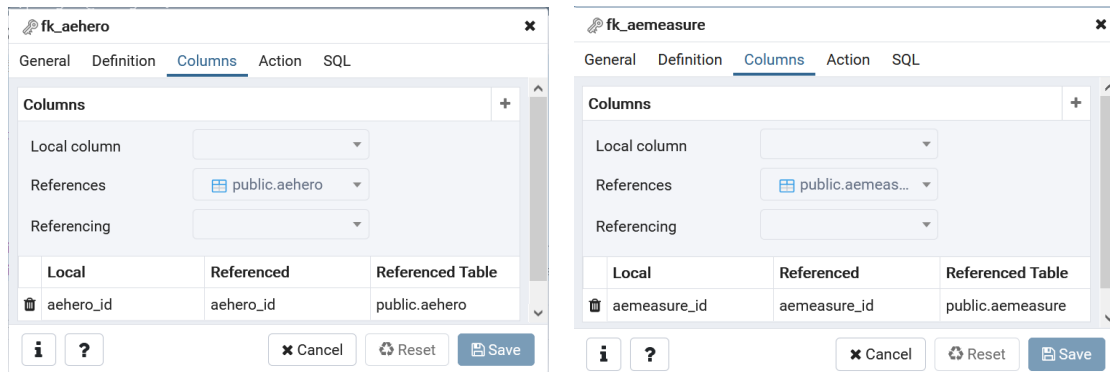 fk_aehero
General Definition Columns Action SQL
Columns
Local column
References public.aehero
Referencing
Local Referenced Referenced Table
aehero_id aehero_id public.aehero
i ? Cancel Reset Save
fk_aemeasure
General Definition Columns Action SQL
Columns
Local column
References public.aemeas...
Referencing
Local Referenced Referenced Table
aemeasure_id aemeasure_id public.aemeasure
i ? Cancel Reset Save